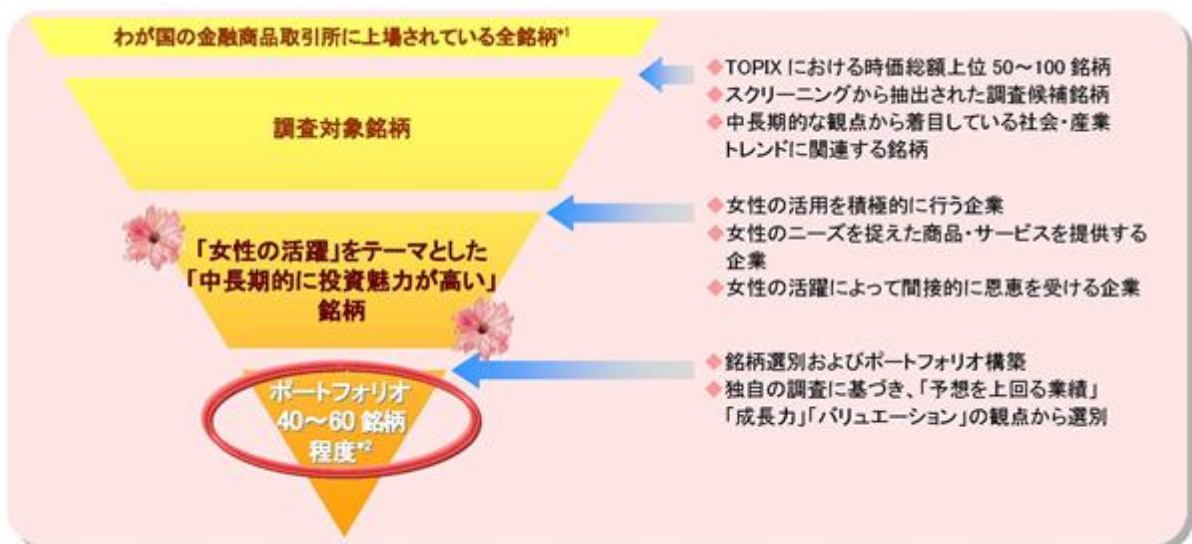 わが国の金融商品取引所に上場されている全銘柄*1
◆TOPIX における時価総額上位 50～100 銘柄
◆スクリーニングから抽出された調査候補銘柄
◆中長期的な観点から着目している社会・産業
トレンドに関連する銘柄
調査対象銘柄
◆女性の活用を積極的に行う企業
◆女性のニーズを捉えた商品・サービスを提供する
企業
◆女性の活躍によって間接的に恩恵を受ける企業
「女性の活躍」をテーマとした
「中長期的に投資魅力が高い」
銘柄
◆銘柄選別およびポートフォリオ構築
◆独自の調査に基づき、「予想を上回る業績」
「成長力」「バリュエーション」の観点から選別
ポートフォリオ
40～60 銘柄
程度*2